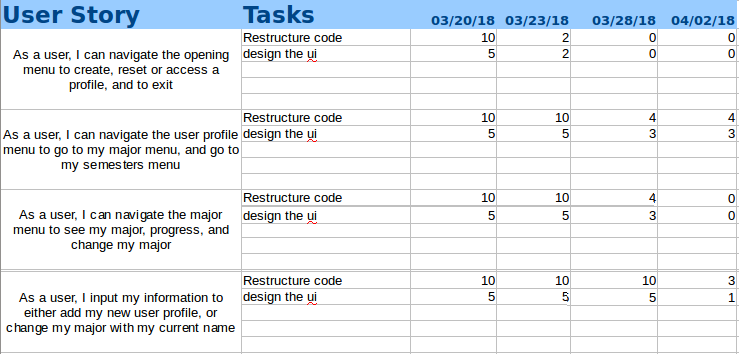 User Story Tasks 03/20/18 03/23/18 03/28/18 04/02/18
As a user, I can navigate the opening
menu to create, reset or access a
profile, and to exit
Restructure code 10 2 0 0
design the ui 5 2 0 0
As a user, I can navigate the user profile
menu to go to my major menu, and go to
my semesters menu
Restructure code 10 10 4 4
design the ui 5 5 3 3
As a user, I can navigate the major
menu to see my major, progress, and
change my major
Restructure code 10 10 4 0
design the ui 5 5 3 0
As a user, I input my information to
either add my new user profile, or
change my major with my current name
Restructure code 10 10 10 3
design the ui 5 5 5 1